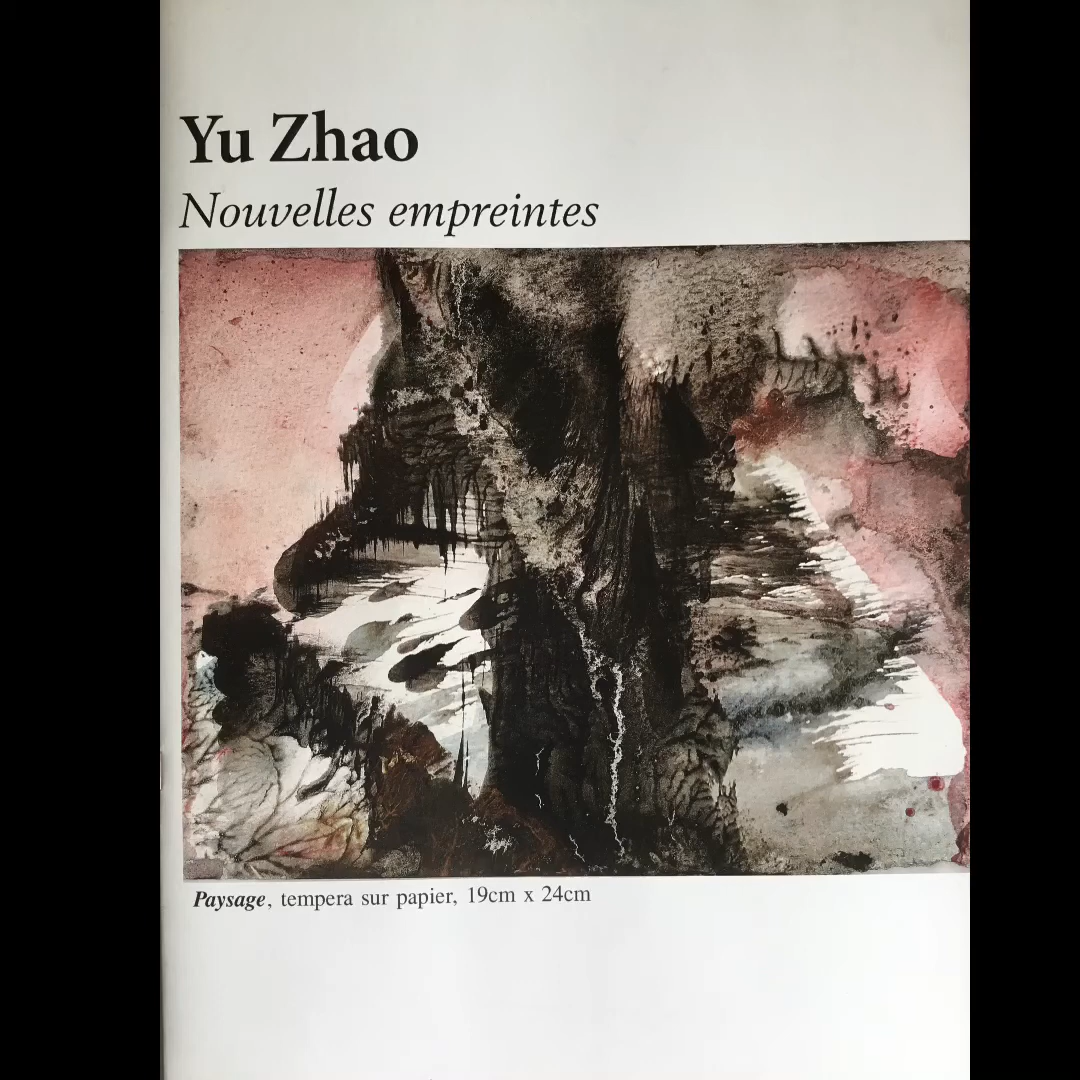 Yu Zhao
Nouvelles empreintes
Paysage, tempera sur papier, 19cm x 24cm